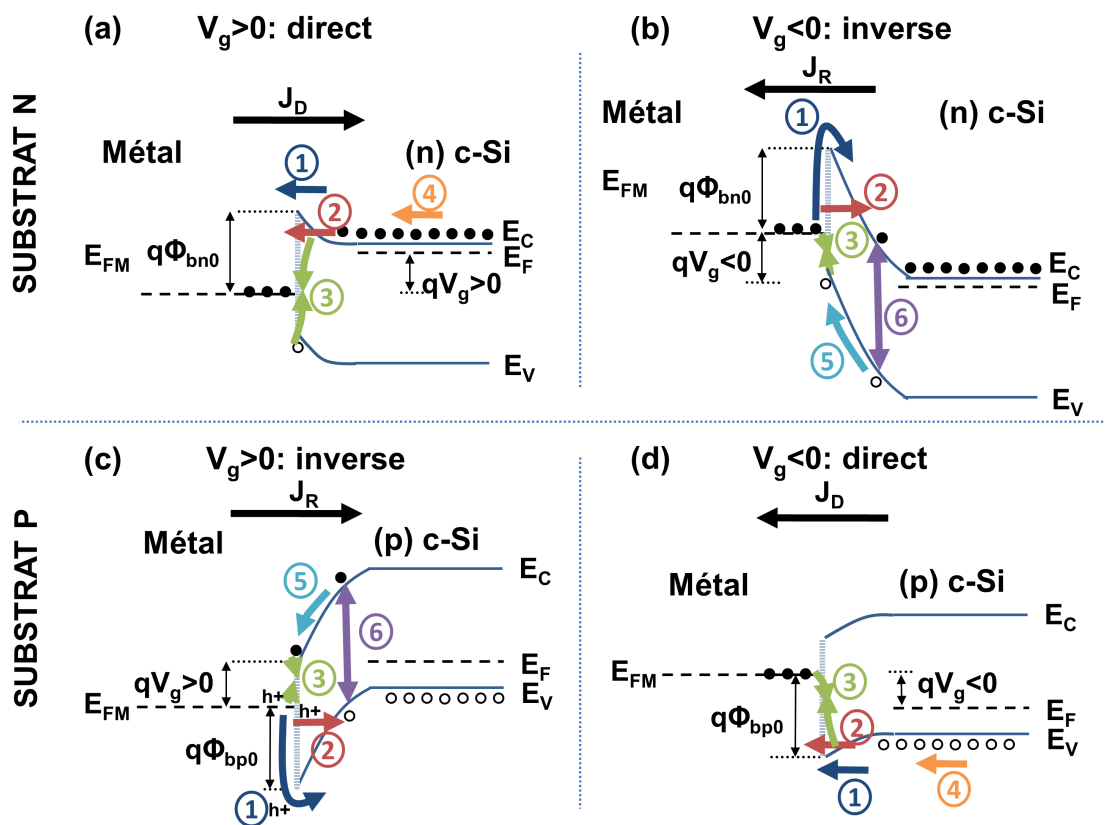 SUBSTRAT N
(a) Vg>0: direct
JD
Métal
(n) c-Si
1
2
4
qΦbn0
EFM
EC
EF
qVg>0
3
EV
(b) Vg<0: inverse
JR
Métal
(n) c-Si
1
EFM
qΦbn0
2
3
qVg<0
EC
EF
6
5
EV
SUBSTRAT P
(c) Vg>0: inverse
JR
Métal
(p) c-Si
5
EC
6
3
qVg>0
EF
EV
h+
h+
EFM
qΦbp0
2
1
h+
(d) Vg<0: direct
JD
Métal
(p) c-Si
EC
EFM
3
qVg<0
qΦbp0
EF
2
EV
1
4